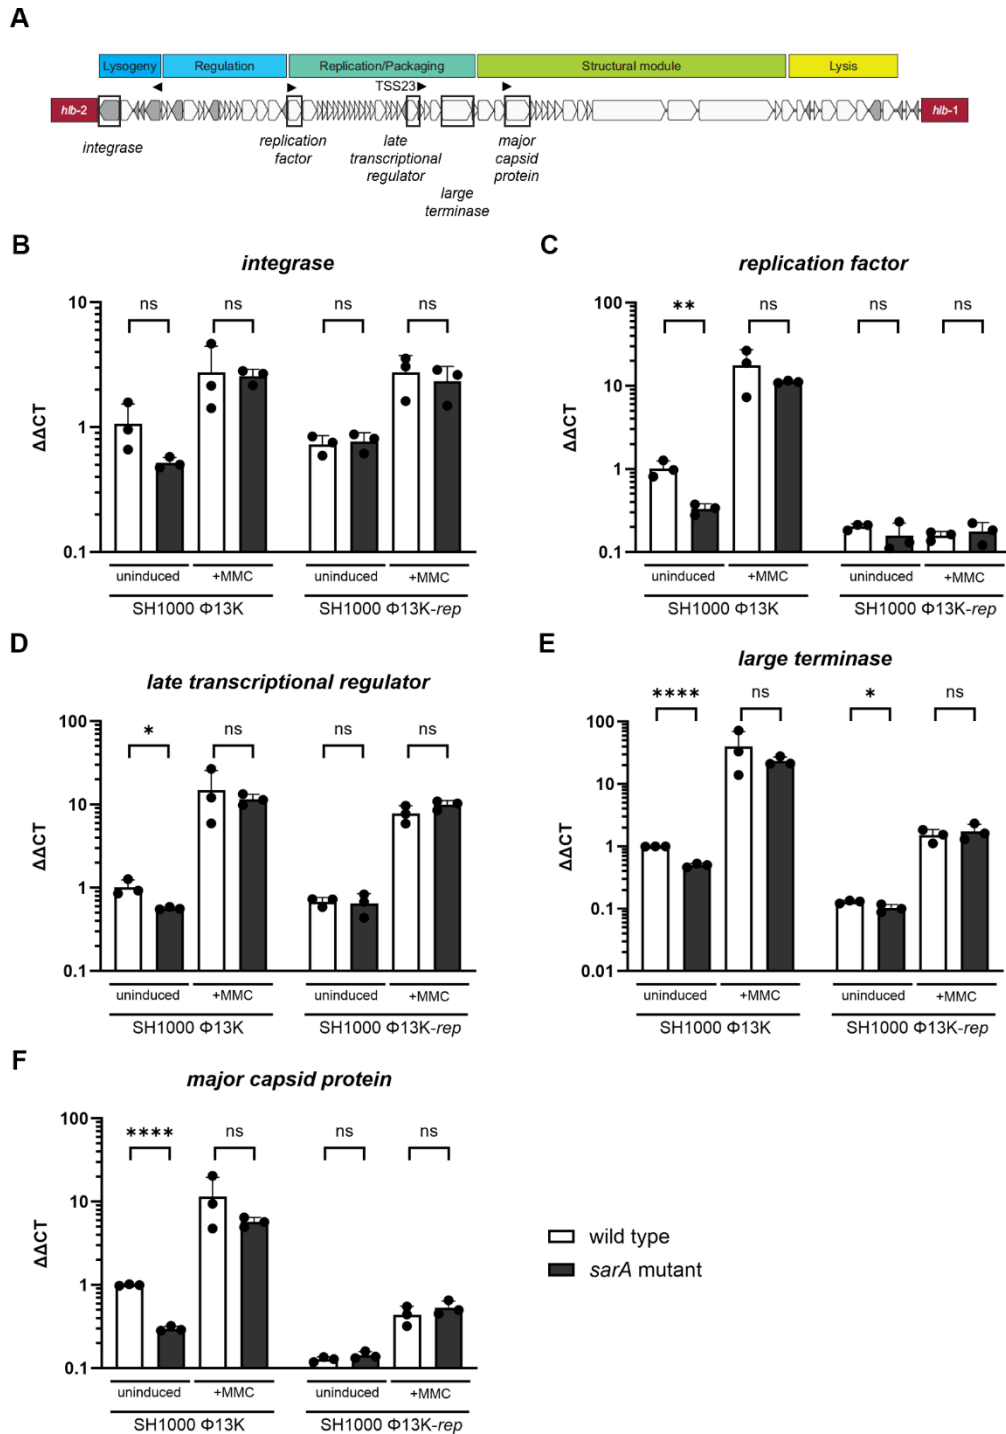 A
Lysogeny Regulation Replication/Packaging Structural module Lysis
TSS23
hlb-2 hlb-1
integrase
replication
factor
late
transcriptional
regulator
large
terminase
major
capsid
protein
B
integrase
ns ns ns ns
10
1
0.1
ΔΔCT
uninduced +MMC uninduced +MMC
SH1000 Φ13K SH1000 Φ13K-rep
C
replication factor
** ns ns ns
100
10
1
0.1
ΔΔCT
uninduced +MMC uninduced +MMC
SH1000 Φ13K SH1000 Φ13K-rep
D
late transcriptional regulator
* ns ns ns
100
10
1
0.1
ΔΔCT
uninduced +MMC uninduced +MMC
SH1000 Φ13K SH1000 Φ13K-rep
E
large terminase
**** ns * ns
100
10
1
0.1
0.01
ΔΔCT
uninduced +MMC uninduced +MMC
SH1000 Φ13K SH1000 Φ13K-rep
F
major capsid protein
**** ns ns ns
100
10
1
0.1
ΔΔCT
uninduced +MMC uninduced +MMC
SH1000 Φ13K SH1000 Φ13K-rep
wild type
sarA mutant